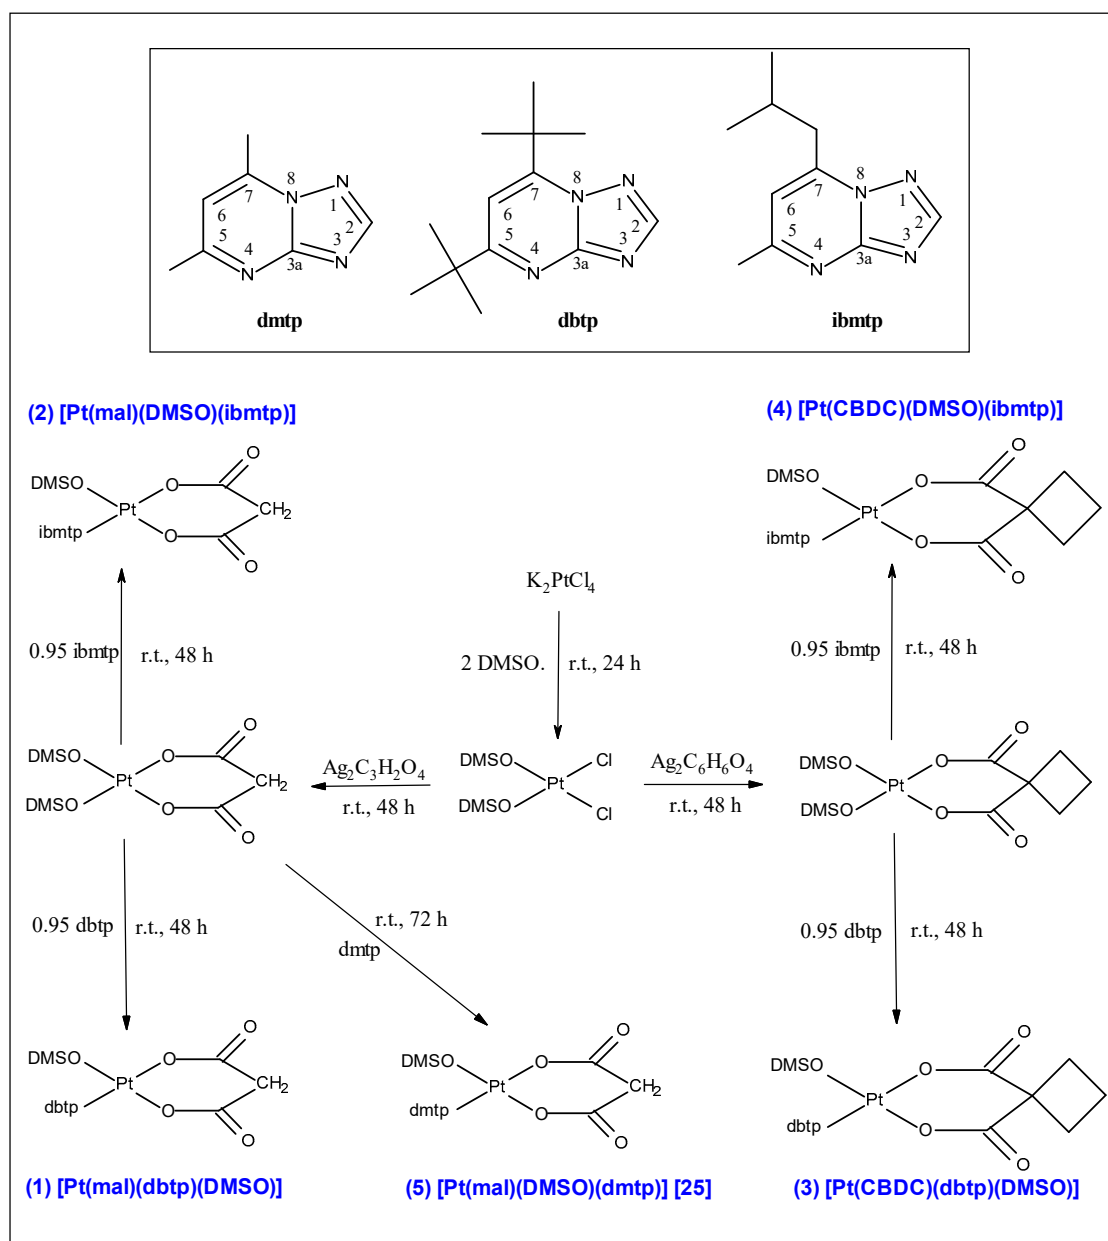 N
8
N
1
2
3
N
3a
N
4
5
6
7
dmtp
N
8
N
1
2
3
N
3a
N
4
5
6
7
dbtp
N
8
N
1
2
3
N
3a
N
4
5
6
7
ibmtp
(2) [Pt(mal)(DMSO)(ibmtp)]
(4) [Pt(CBDC)(DMSO)(ibmtp)]
DMSO
ibmtp
Pt
O
O
O
O
CH2
DMSO
ibmtp
Pt
O
O
O
O
K2PtCl4
0.95 ibmtp
r.t., 48 h
2 DMSO.
r.t., 24 h
0.95 ibmtp
r.t., 48 h
DMSO
DMSO
Pt
O
O
O
O
CH2
Ag2C3H2O4
r.t., 48 h
DMSO
DMSO
Pt
Cl
Cl
Ag2C6H6O4
r.t., 48 h
DMSO
DMSO
Pt
O
O
O
O
0.95 dbtp
r.t., 48 h
r.t., 72 h
dmtp
0.95 dbtp
r.t., 48 h
DMSO
dbtp
Pt
O
O
O
O
CH2
DMSO
dmtp
Pt
O
O
O
O
CH2
DMSO
dbtp
Pt
O
O
O
O
(1) [Pt(mal)(dbtp)(DMSO)]
(5) [Pt(mal)(DMSO)(dmtp)] [25]
(3) [Pt(CBDC)(dbtp)(DMSO)]